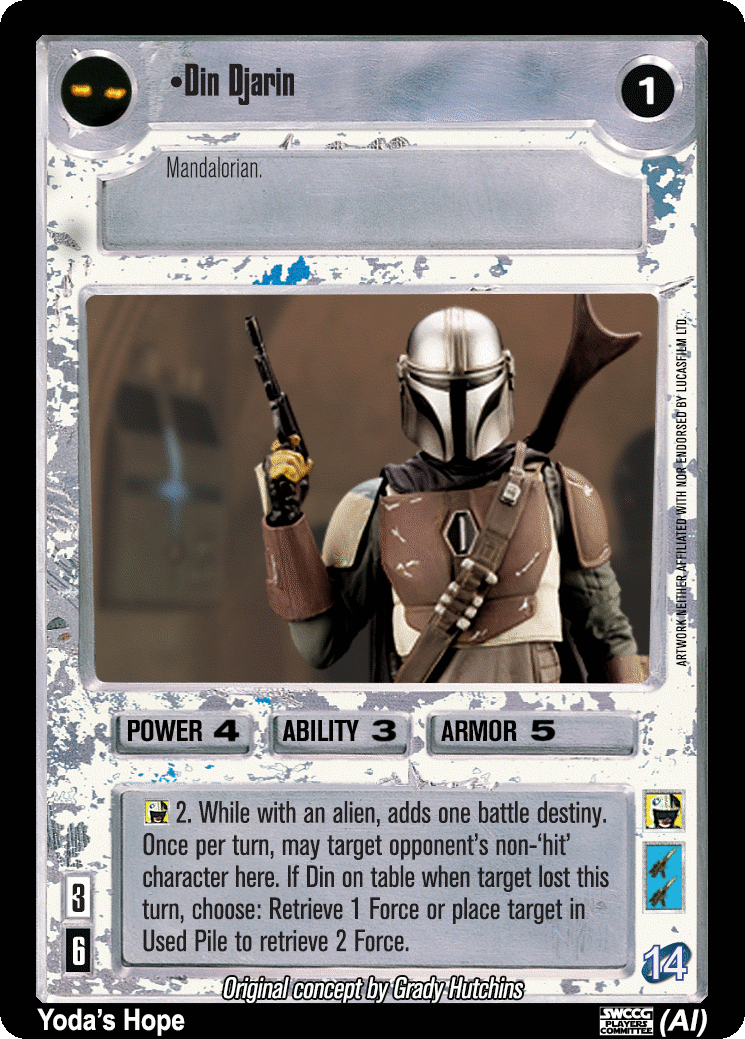 •Din Djarin
1
Mandalorian.
ARTWORK NEITHER AFFILIATED WITH NOR ENDORSED BY LUCASFILM LTD.
POWER 4 ABILITY 3 ARMOR 5
2. While with an alien, adds one battle destiny.
Once per turn, may target opponent's non-‘hit’
character here. If Din on table when target lost this
turn, choose: Retrieve 1 Force or place target in
Used Pile to retrieve 2 Force.
3
6
14
Original concept by Grady Hutchins
Yoda's Hope
SWCCG
PLAYERS
COMMITTEE
(AI)